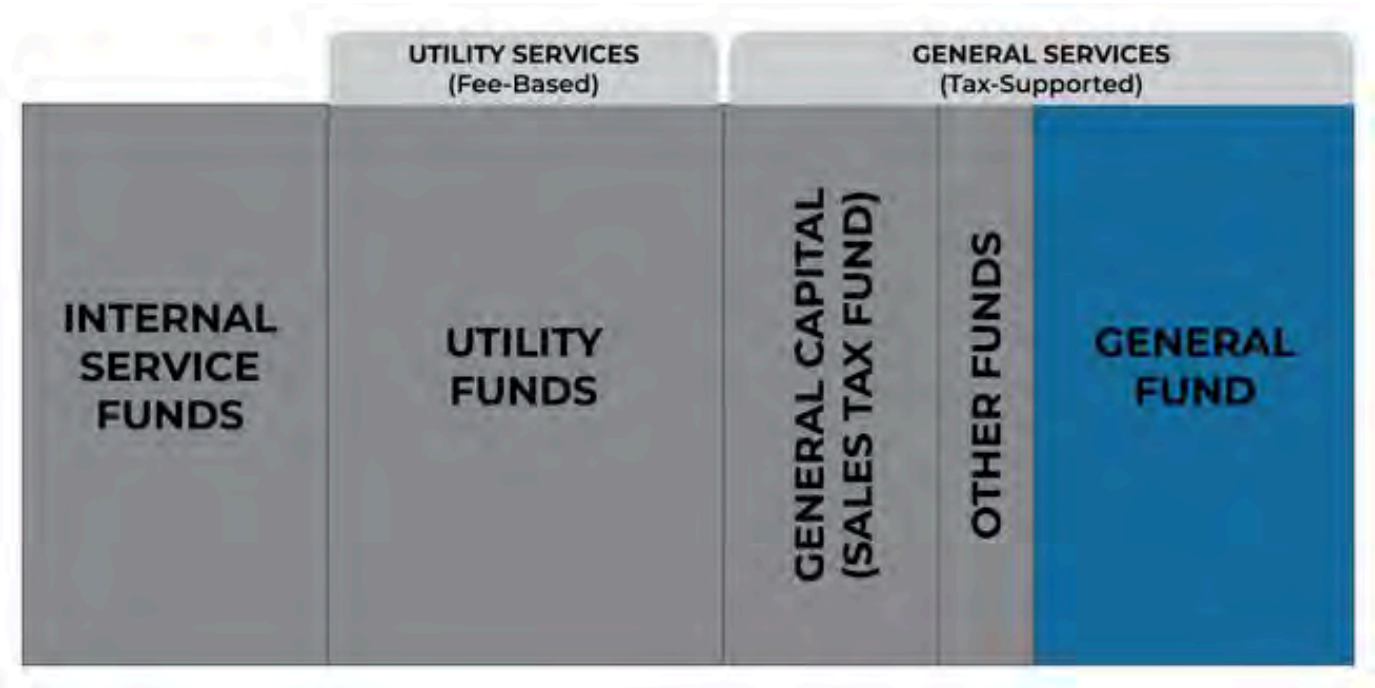 UTILITY SERVICES
(Fee-Based)
GENERAL SERVICES
(Tax-Supported)
INTERNAL
SERVICE
FUNDS
UTILITY
FUNDS
GENERAL CAPITAL
(SALES TAX FUND)
OTHER FUNDS
GENERAL
FUND